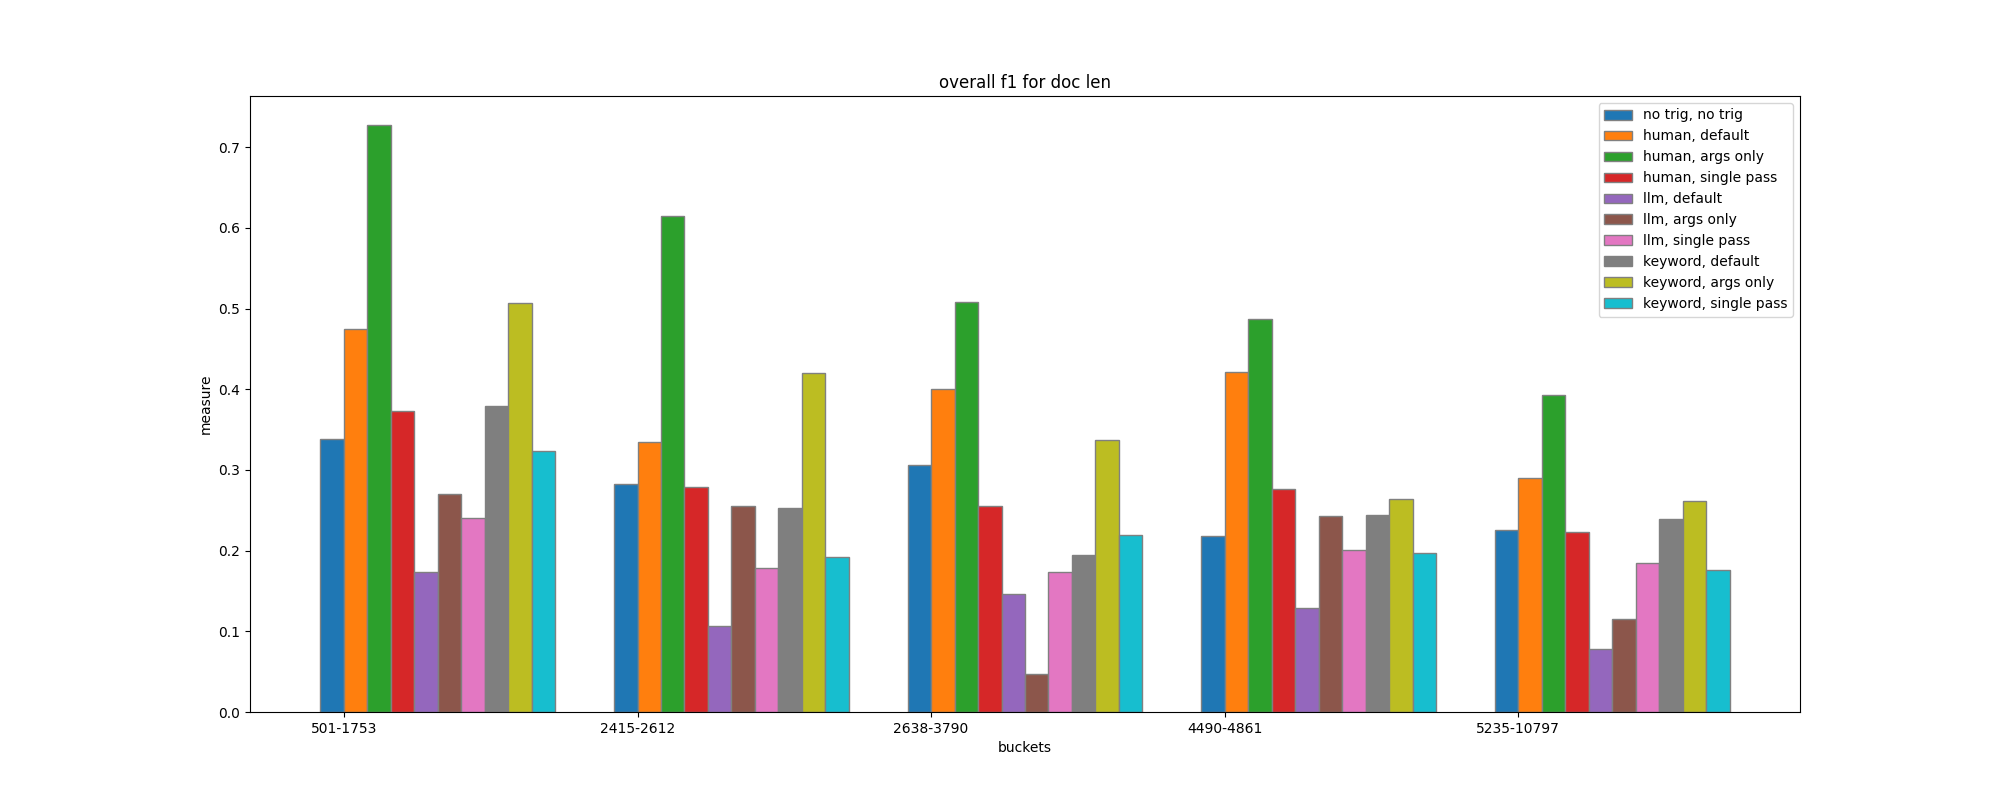 overall f1 for doc len
no trig, no trig
human, default
human, args only
human, single pass
llm, default
llm, args only
llm, single pass
keyword, default
keyword, args only
keyword, single pass
measure
0.7
0.6
0.5
0.4
0.3
0.2
0.1
0.0
501-1753
2415-2612
2638-3790
4490-4861
5235-10797
buckets